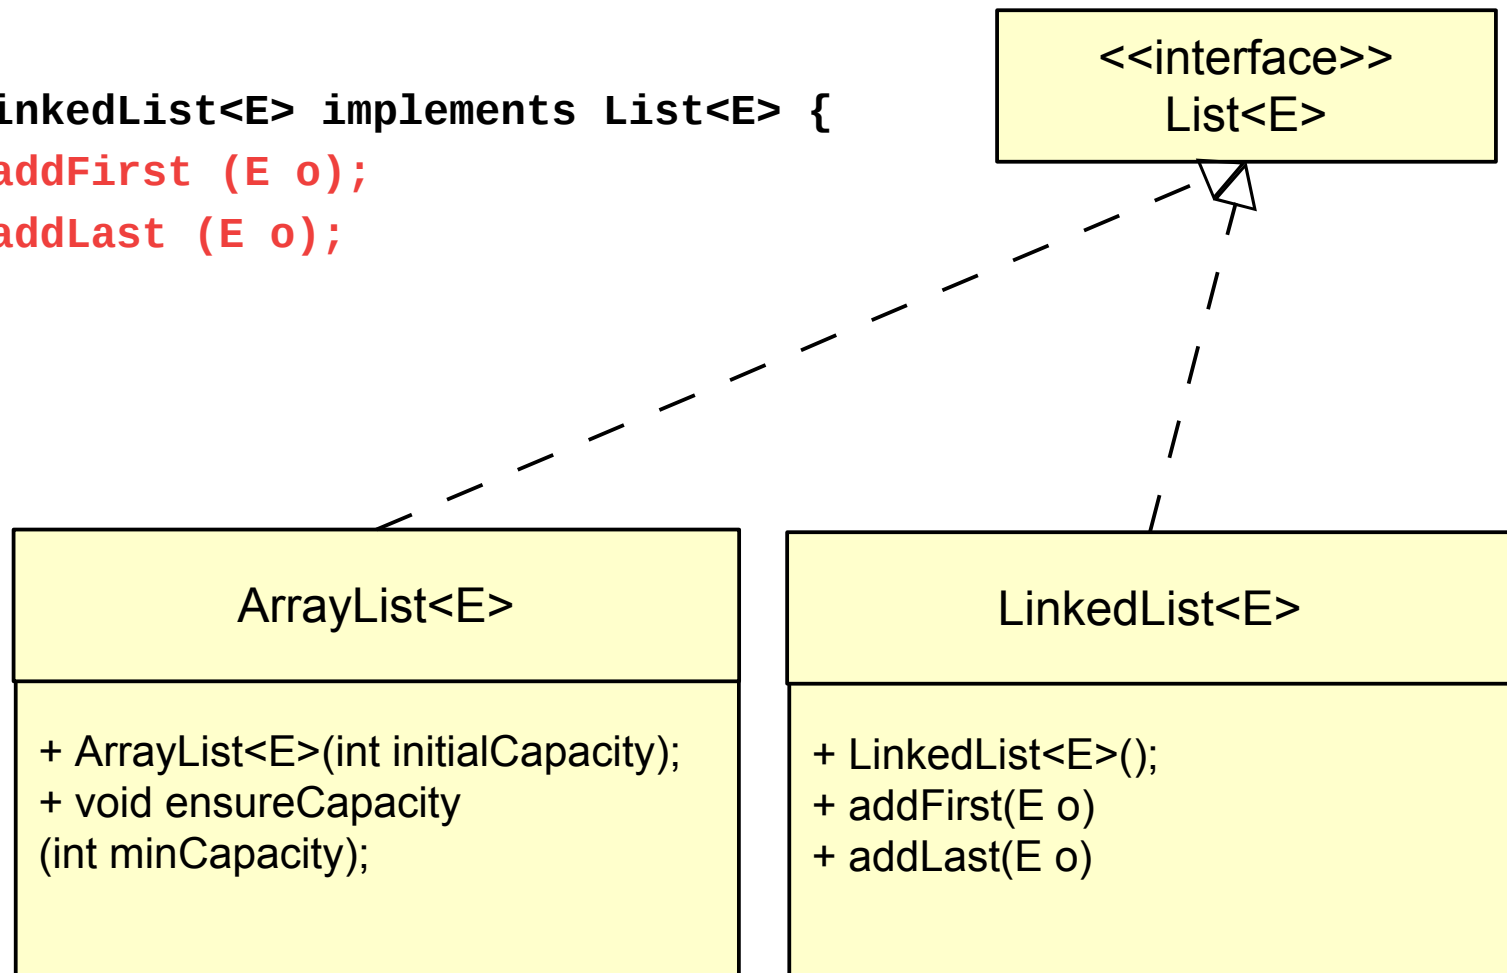 inkedList<E> implements List<E> {
addFirst (E o);
addLast (E o);
<<interface>>
List<E>
ArrayList<E>
+ ArrayList<E>(int initialCapacity);
+ void ensureCapacity
(int minCapacity);
LinkedList<E>
+ LinkedList<E>();
+ addFirst(E o)
+ addLast(E o)